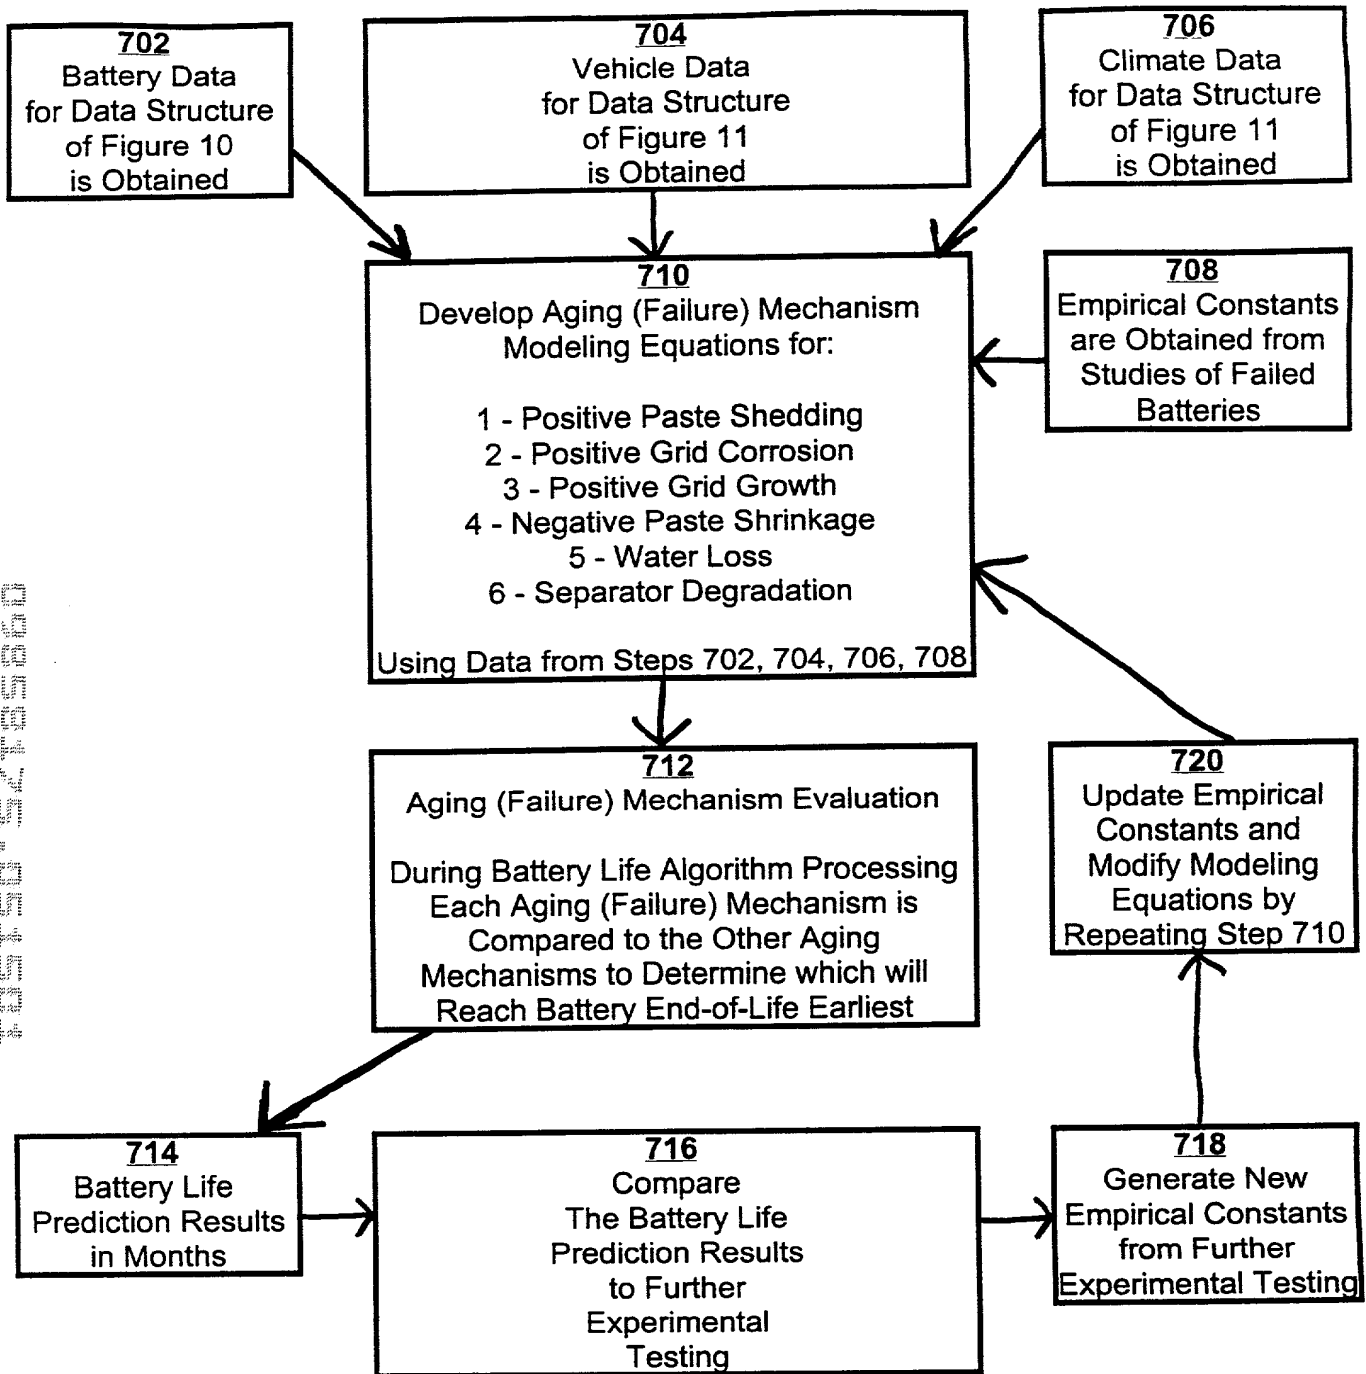 702
Battery Data
for Data Structure
of Figure 10
is Obtained
704
Vehicle Data
for Data Structure
of Figure 11
is Obtained
706
Climate Data
for Data Structure
of Figure 11
is Obtained
710
Develop Aging (Failure) Mechanism
Modeling Equations for:
1 - Positive Paste Shedding
2 - Positive Grid Corrosion
3 - Positive Grid Growth
4 - Negative Paste Shrinkage
5 - Water Loss
6 - Separator Degradation
Using Data from Steps 702, 704, 706, 708
708
Empirical Constants
are Obtained from
Studies of Failed
Batteries
712
Aging (Failure) Mechanism Evaluation
During Battery Life Algorithm Processing
Each Aging (Failure) Mechanism is
Compared to the Other Aging
Mechanisms to Determine which will
Reach Battery End-of-Life Earliest
720
Update Empirical
Constants and
Modify Modeling
Equations by
Repeating Step 710
714
Battery Life
Prediction Results
in Months
716
Compare
The Battery Life
Prediction Results
to Further
Experimental
Testing
718
Generate New
Empirical Constants
from Further
Experimental Testing